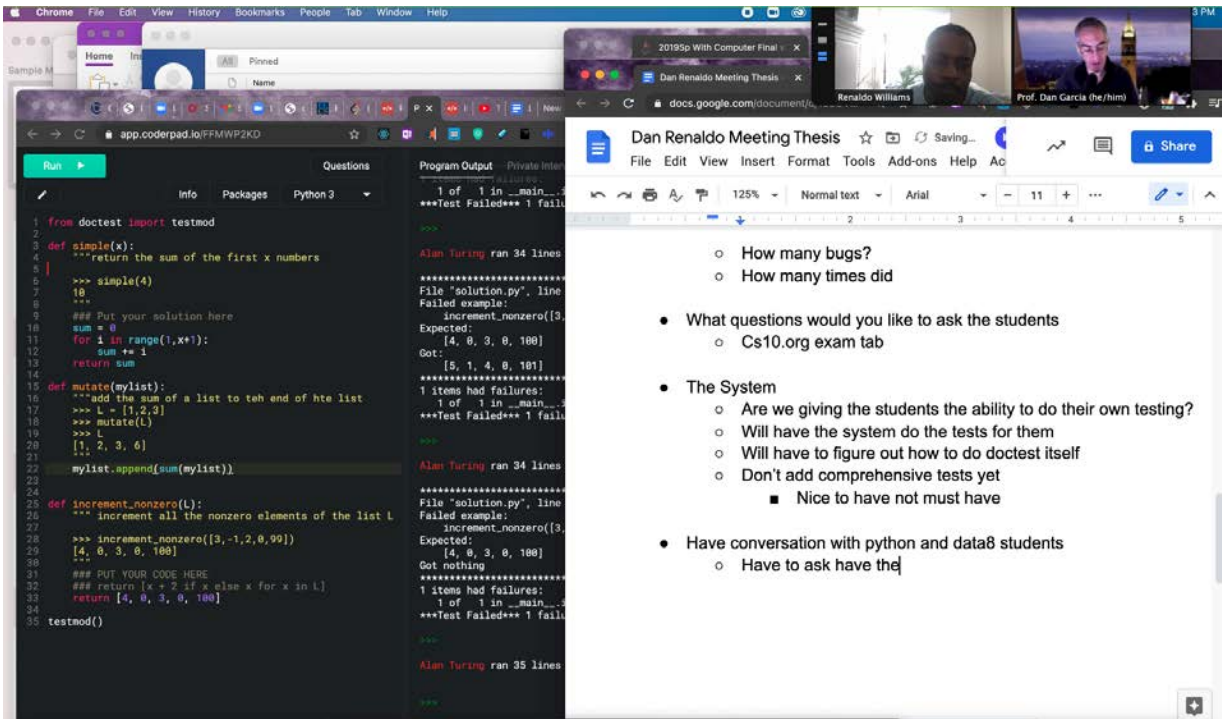 Chrome File Edit View History Bookmarks People Tab Window Help
3 PM
Home
All Pinned
Name
2019Sp With Computer Final
Dan Renaldo Meeting Thesis
docs.google.com/document/
Renaldo Williams
Prof. Dan Garcia (he/him)
app.coderpad.io/FFMWP2KD
Run
Questions
Info Packages Python 3
1 from doctest import testmod
2
3 def simple(x):
4 """return the sum of the first x numbers
5
6 >>> simple(4)
7 10
8 """
9 ### Put your solution here
10 sum = 0
11 for i in range(1,x+1):
12 sum += i
13 return sum
14
15 def mutate(mylist):
16 """add the sum of a list to teh end of hte list
17 >>> L = [1,2,3]
18 >>> mutate(L)
19 >>> L
20 [1, 2, 3, 6]
21 """
22 mylist.append(sum(mylist))
23
24
25 def increment_nonzero(L):
26 """ increment all the nonzero elements of the list L
27
28 >>> increment_nonzero([3,-1,2,0,99])
29 [4, 0, 3, 0, 100]
30 """
31 ### PUT YOUR CODE HERE
32 ### return [x + 2 if x else x for x in L]
33 return [4, 0, 3, 0, 100]
34
35 testmod()
Program Output Private
1 of 1 in __main__.
***Test Failed*** 1
>>>
Alan Turing ran 34 lines
File "solution.py", line
Failed example:
increment_nonzero([3,
Expected:
[4, 0, 3, 0, 100]
Got:
[5, 1, 4, 0, 101]
1 items had failures:
1 of 1 in __main__.
***Test Failed*** 1
>>>
Alan Turing ran 34 lines
File "solution.py", line
Failed example:
increment_nonzero([3,
Expected:
[4, 0, 3, 0, 100]
Got nothing
1 items had failures:
1 of 1 in __main__.
***Test Failed*** 1
>>>
Alan Turing ran 35 lines
>>>
Dan Renaldo Meeting Thesis Saving...
Share
File Edit View Insert Format Tools Add-ons Help
125% Normal text Arial 11
2 3 4 5
How many bugs?
How many times did
What questions would you like to ask the students
Cs10.org exam tab
The System
Are we giving the students the ability to do their own testing?
Will have the system do the tests for them
Will have to figure out how to do doctest itself
Don't add comprehensive tests yet
Nice to have not must have
Have conversation with python and data8 students
Have to ask have the